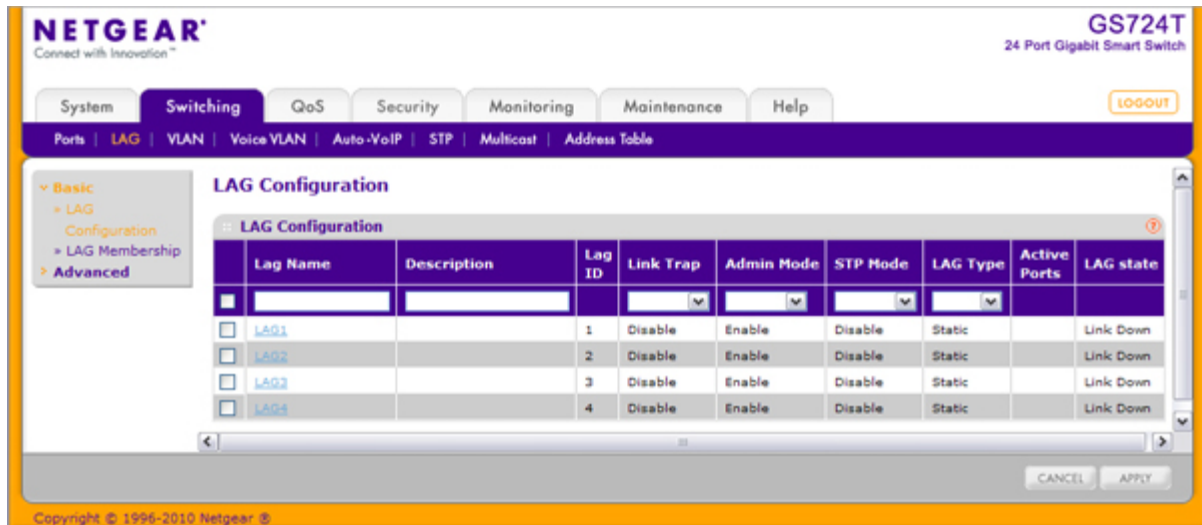 NETGEAR®
Connect with Innovation™
GS724T
24 Port Gigabit Smart Switch
System Switching QoS Security Monitoring Maintenance Help LOGOUT
Ports | LAG | VLAN | Voice VLAN | Auto-VoIP | STP | Multicast | Address Table
Basic
» LAG
Configuration
» LAG Membership
Advanced
LAG Configuration
LAG Configuration
Lag Name Description Lag ID Link Trap Admin Mode STP Mode LAG Type Active Ports LAG state
LAG1 1 Disable Enable Disable Static Link Down
LAG2 2 Disable Enable Disable Static Link Down
LAG3 3 Disable Enable Disable Static Link Down
LAG4 4 Disable Enable Disable Static Link Down
CANCEL APPLY
Copyright © 1996-2010 Netgear ®